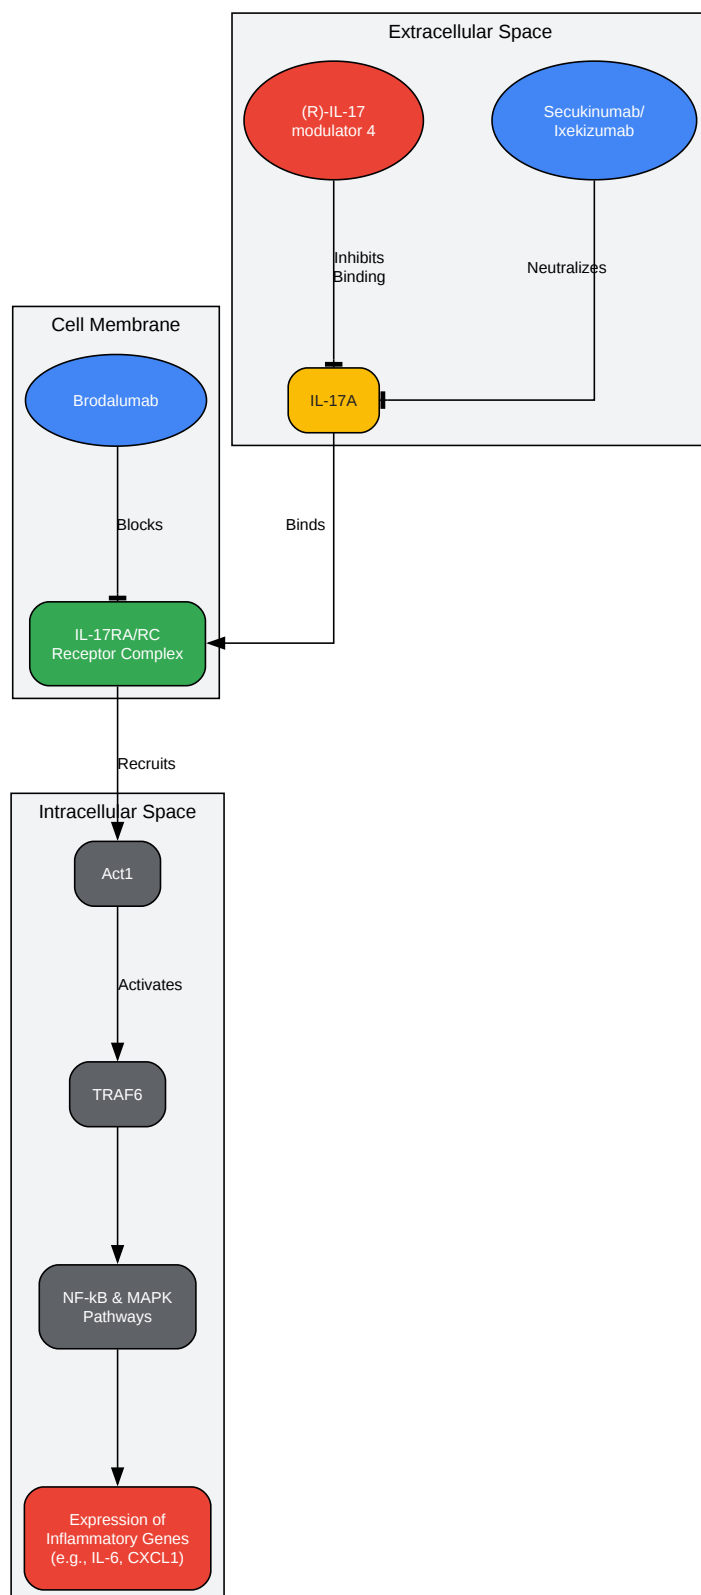 Extracellular Space
(R)-IL-17
modulator 4
Secukinumab/
Ixekizumab
Inhibits
Binding
Neutralizes
Cell Membrane
Brodalumab
IL-17A
Blocks
Binds
IL-17RA/RC
Receptor Complex
Recruits
Intracellular Space
Act1
Activates
TRAF6
NF-kB & MAPK
Pathways
Expression of
Inflammatory Genes
(e.g., IL-6, CXCL1)